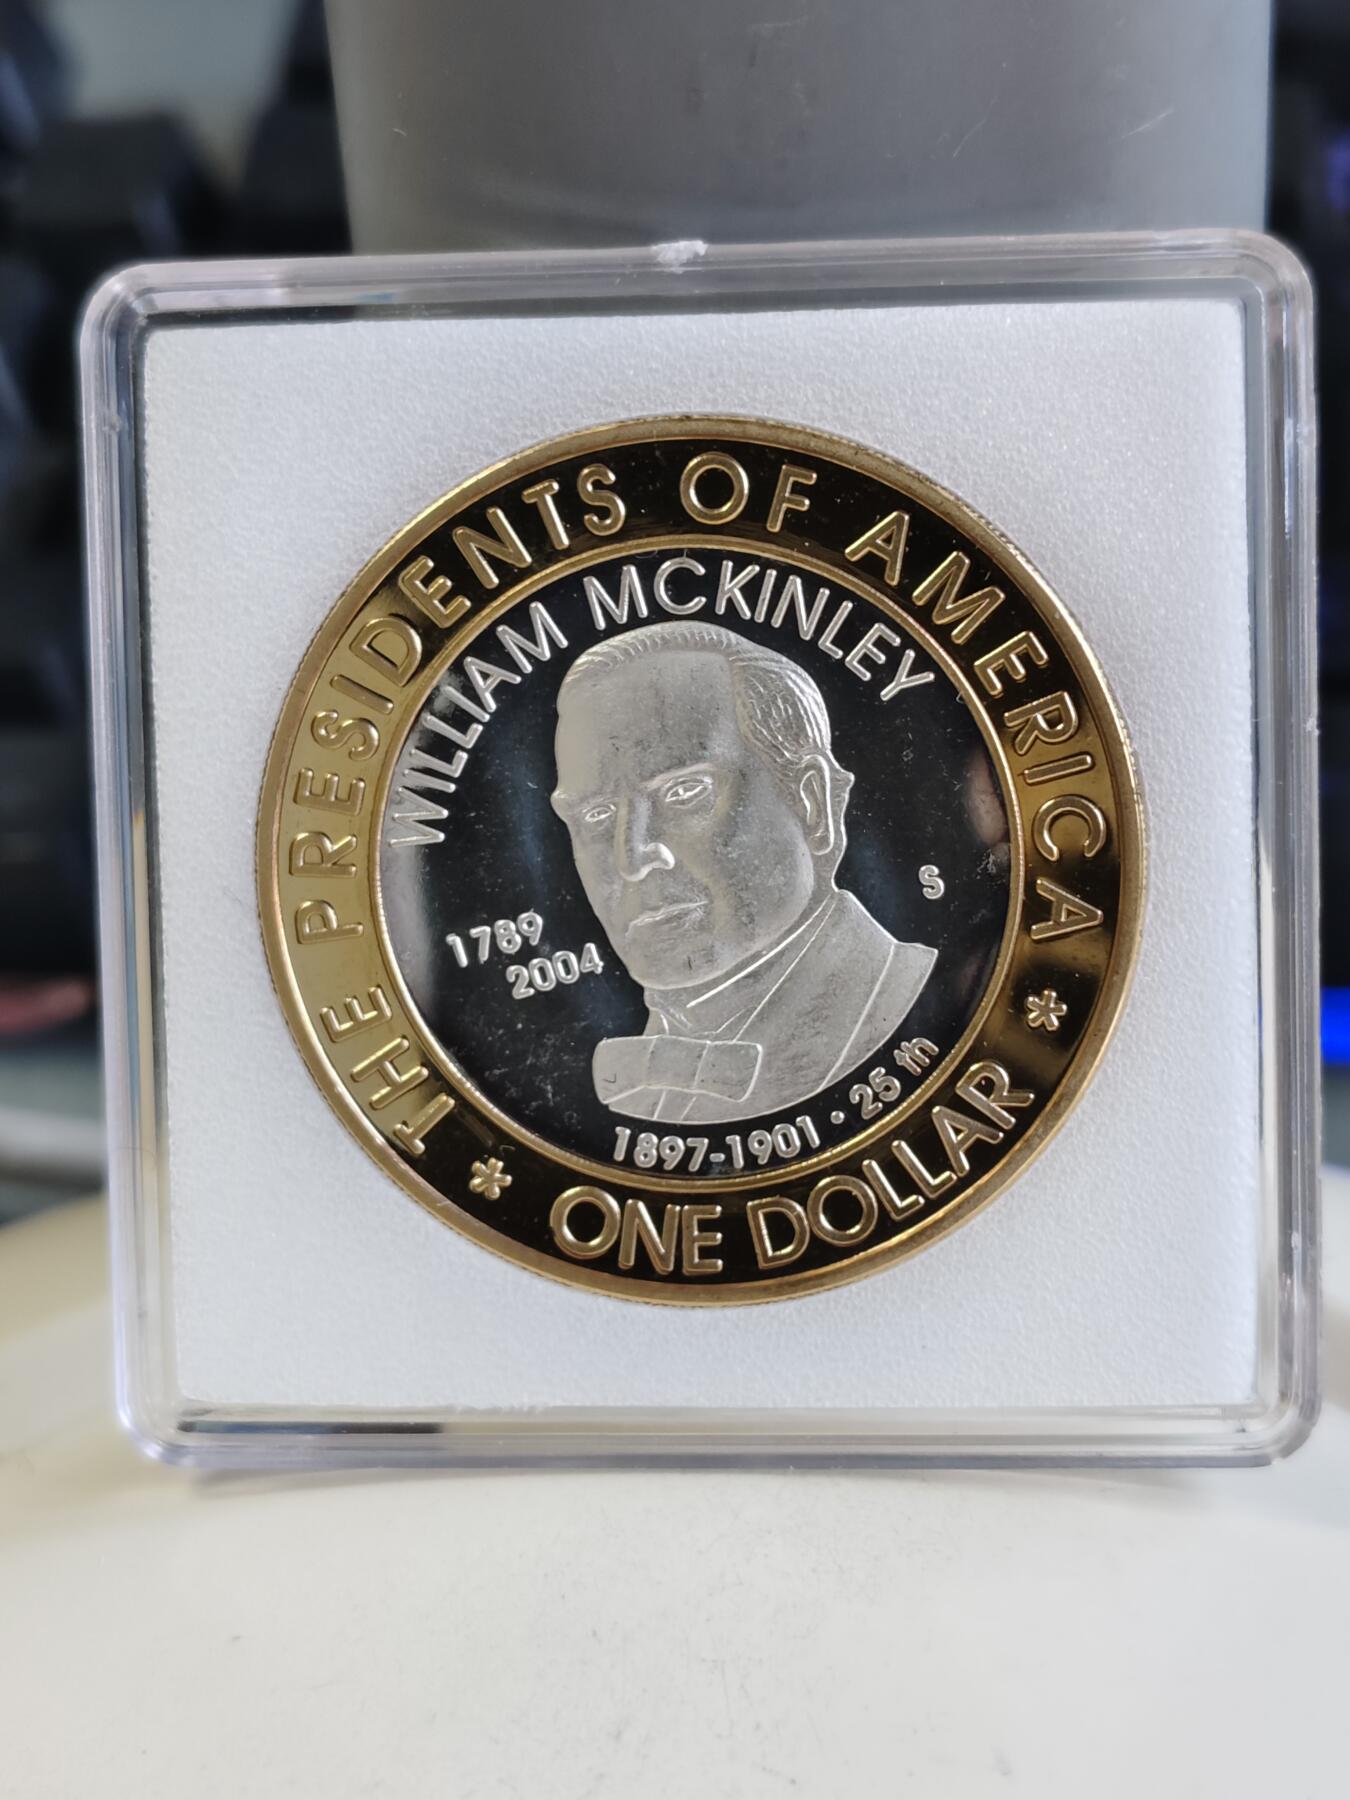 THE PRESIDENTS OF AMERICA
WILLIAM MCKINLEY
S
1789
2004
1897-1901 • 25 th
* ONE DOLLAR *